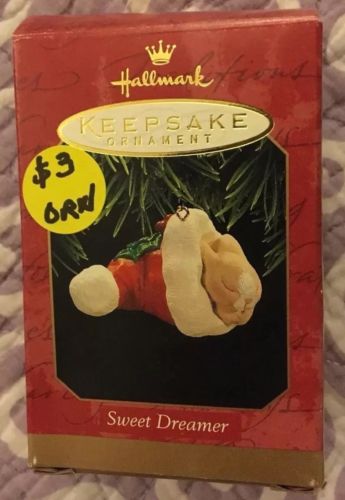 Hallmark
KEEPSAKE
ORNAMENT
$3
ORN
Sweet Dreamer